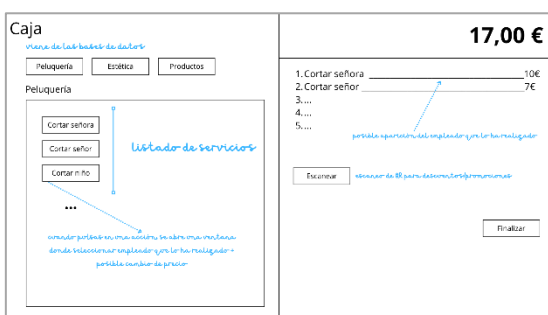 Caja
viene de las bases de datos
Peluquería
Estética
Productos
Peluquería
Cortar señora
Cortar señor
Cortar niño
...
listado de servicios
cuando pulsas en una acción, se abre una ventana
donde seleccionar empleado que lo ha realizado +
posible cambio de precio
17,00 €
1. Cortar señora 10€
2. Cortar señor 7€
3....
4....
5....
posible aparición del empleado que lo ha realizado
Escanear
escaneo de QR para descuentos/promociones
Finalizar